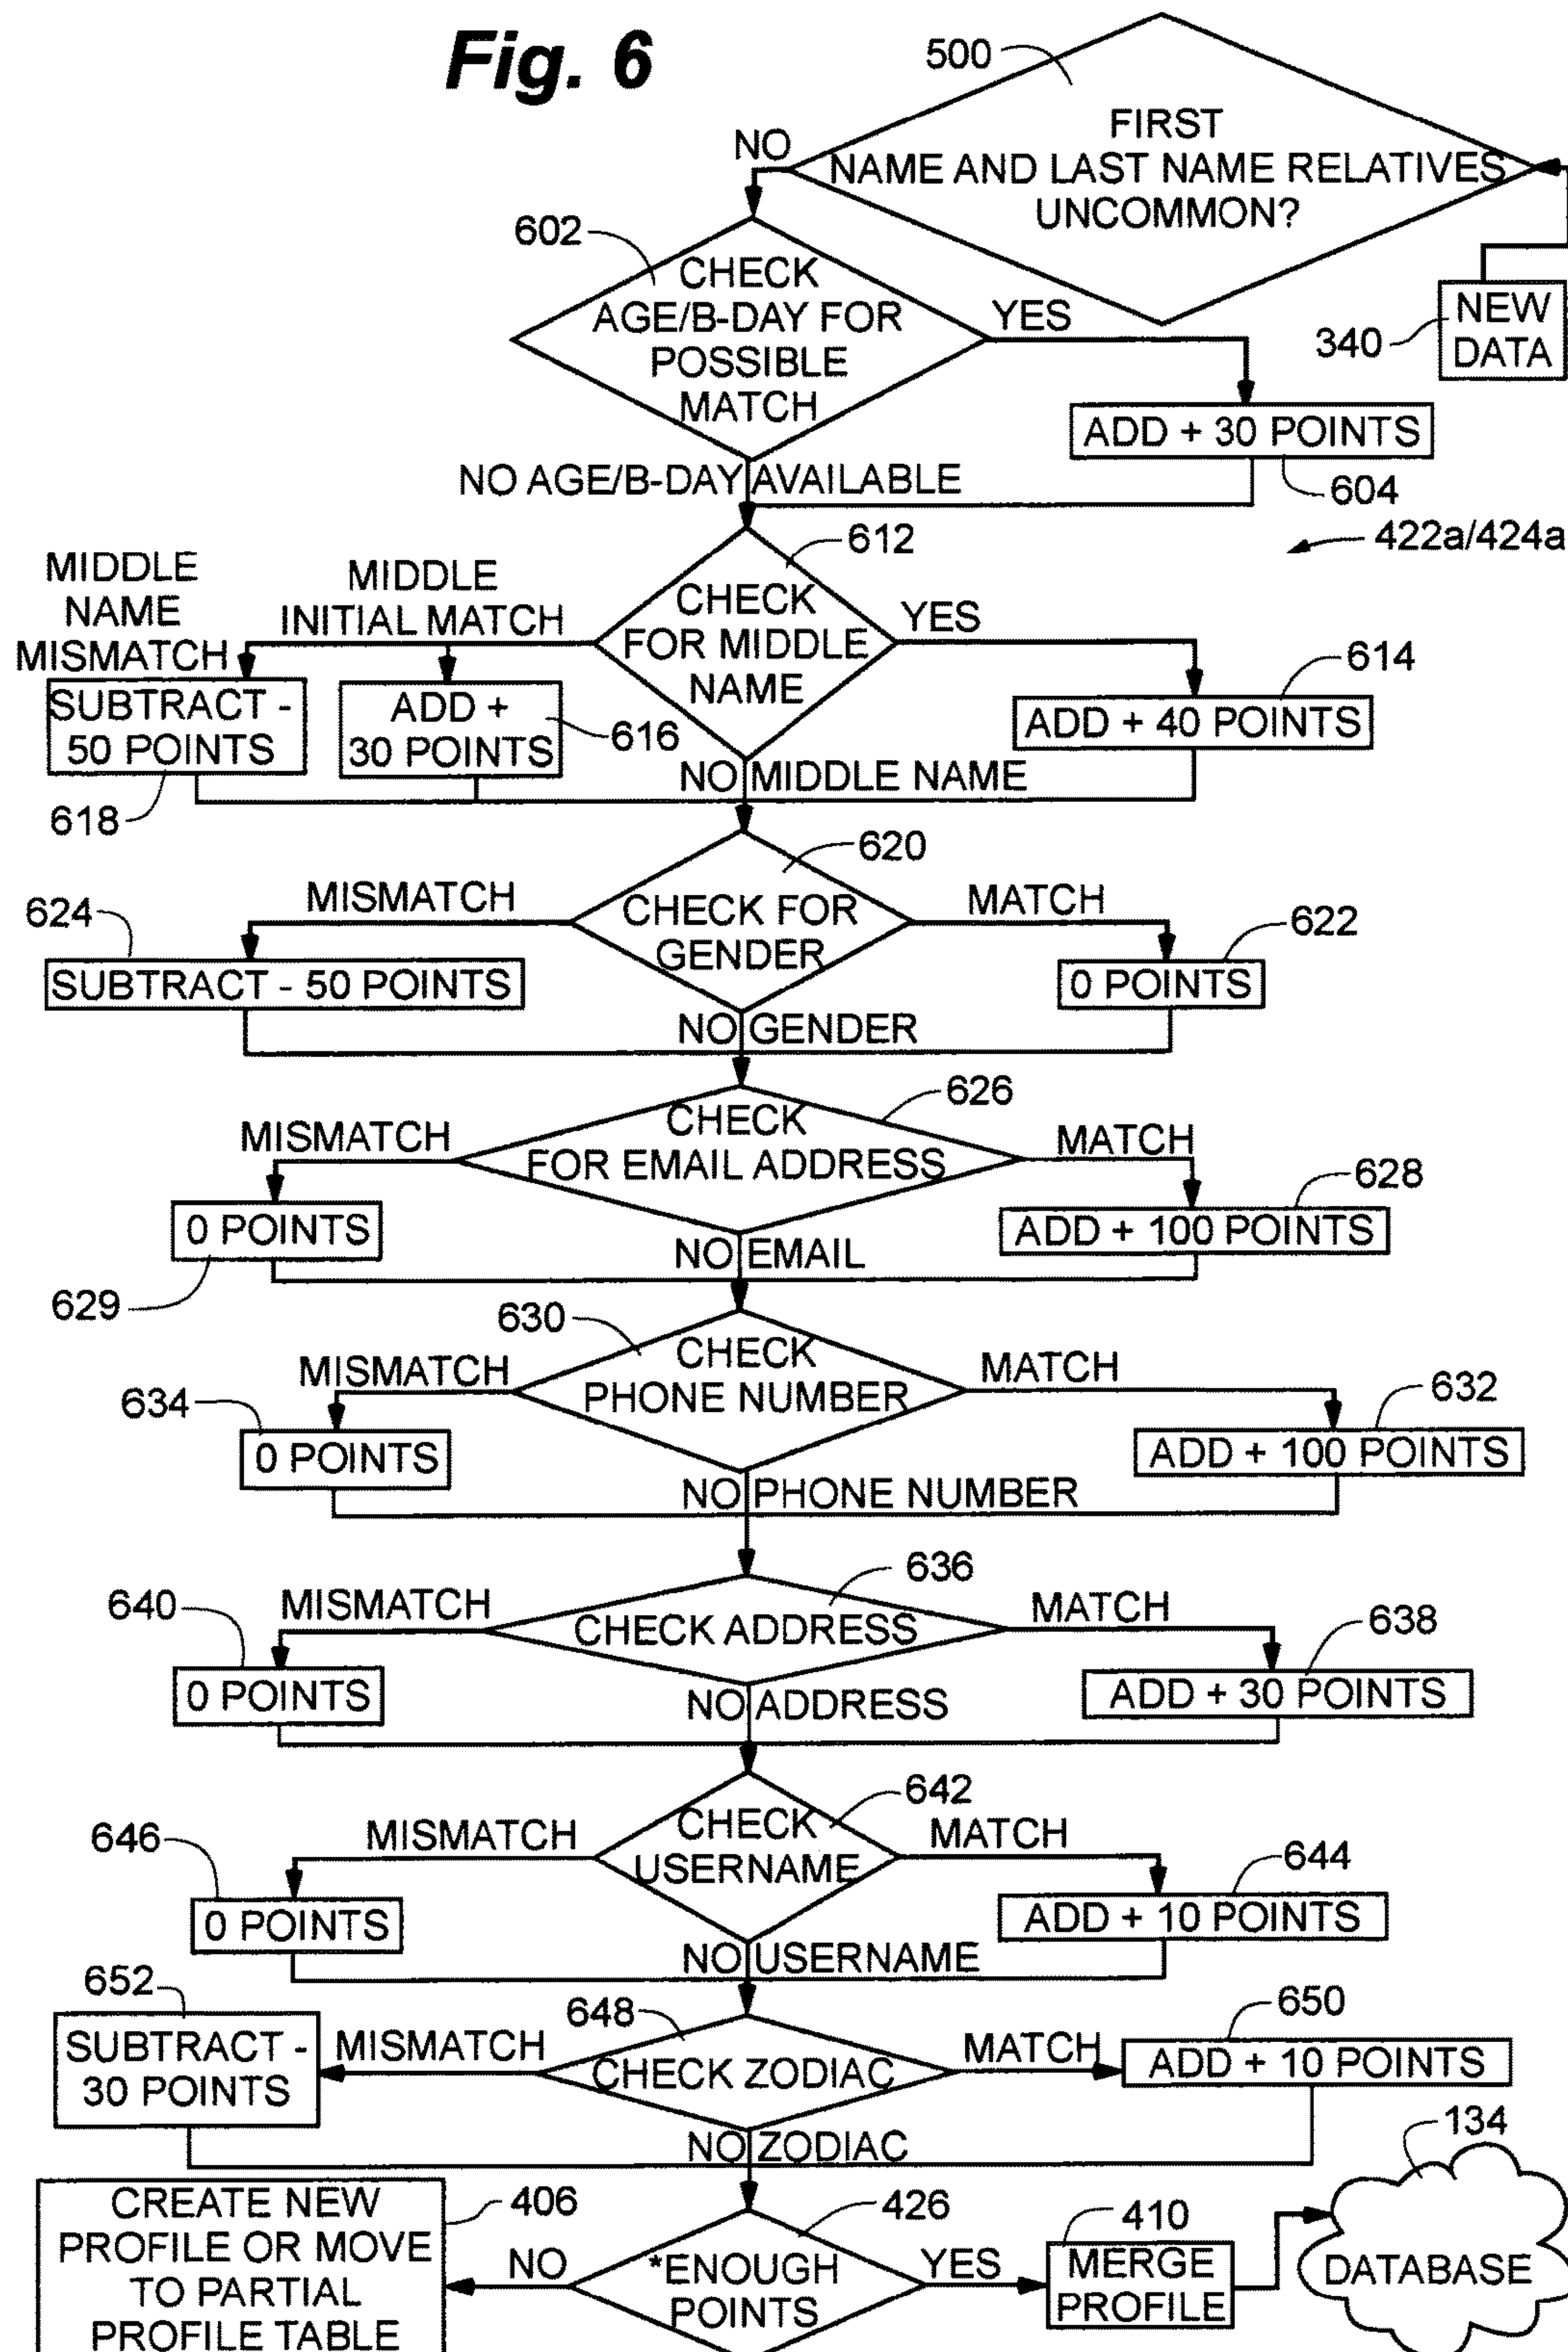 Fig. 6
500
FIRST
NAME AND LAST NAME RELATIVES
UNCOMMON?
NO
602
CHECK
AGE/B-DAY FOR
POSSIBLE
MATCH
YES
340
NEW
DATA
ADD + 30 POINTS
604
NO AGE/B-DAY AVAILABLE
422a/424a
612
CHECK
FOR MIDDLE
NAME
MIDDLE
NAME
MISMATCH
MIDDLE
INITIAL MATCH
YES
614
SUBTRACT -
50 POINTS
ADD +
30 POINTS
616
ADD + 40 POINTS
618
NO MIDDLE NAME
620
CHECK FOR
GENDER
MISMATCH
MATCH
624
622
SUBTRACT - 50 POINTS
0 POINTS
NO GENDER
626
CHECK
FOR EMAIL ADDRESS
MISMATCH
MATCH
628
0 POINTS
ADD + 100 POINTS
629
NO EMAIL
630
CHECK
PHONE NUMBER
MISMATCH
MATCH
634
632
0 POINTS
ADD + 100 POINTS
NO PHONE NUMBER
636
CHECK ADDRESS
640
MISMATCH
MATCH
638
0 POINTS
ADD + 30 POINTS
NO ADDRESS
642
CHECK
USERNAME
646
MISMATCH
MATCH
644
0 POINTS
ADD + 10 POINTS
NO USERNAME
652
648
650
SUBTRACT -
30 POINTS
MISMATCH
CHECK ZODIAC
MATCH
ADD + 10 POINTS
NO ZODIAC
134
CREATE NEW
PROFILE OR MOVE
TO PARTIAL
PROFILE TABLE
406
426
410
NO
*ENOUGH
POINTS
YES
MERGE
PROFILE
DATABASE